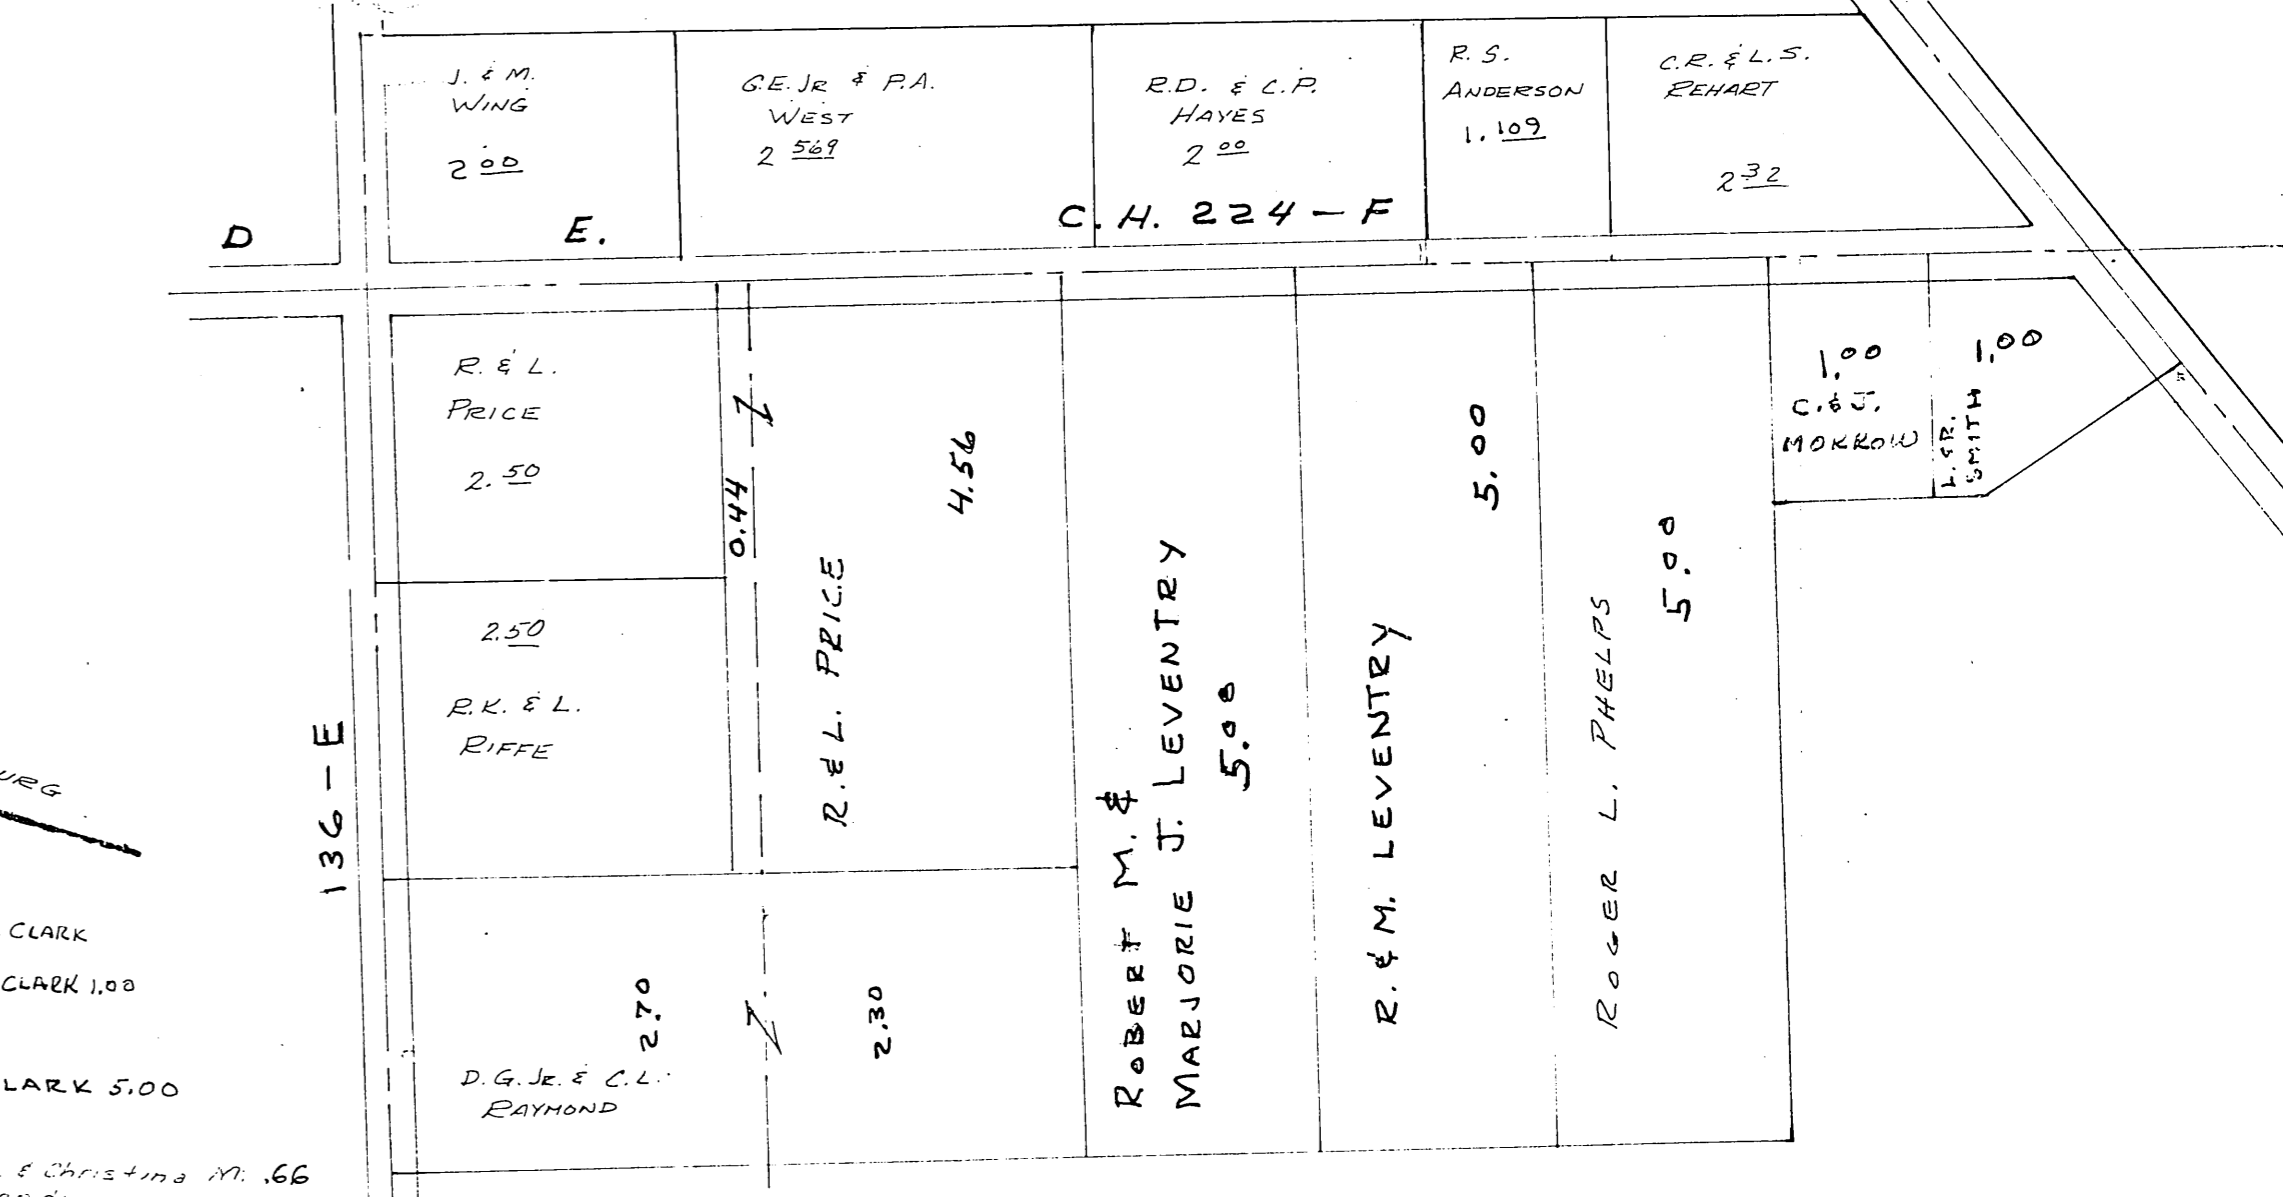 J. & M.
WING
2 00
G.E. JR & P.A.
WEST
2 569
R.D. & C.P.
HAYES
2 00
R. S.
ANDERSON
1. 109
C.R. & L.S.
REHART
2 32
D E. C. H. 224 - F
R. & L.
PRICE
2. 50
0.44
4.56
R. & L. PRICE
2.50
R.K. & L.
RIFFE
136 - E
ROBERT M. &
MARJORIE J. LEVENTRY
5.00
R. & M. LEVENTRY
5.00
ROGER L. PHELPS
5.00
1.00
C. & J.
MORROW
1.00
L. & R.
SMITH
URG
CLARK
CLARK 1.00
LARK 5.00
& Christina M. .66
2.70
2.30
D. G. JR. & C. L.
RAYMOND